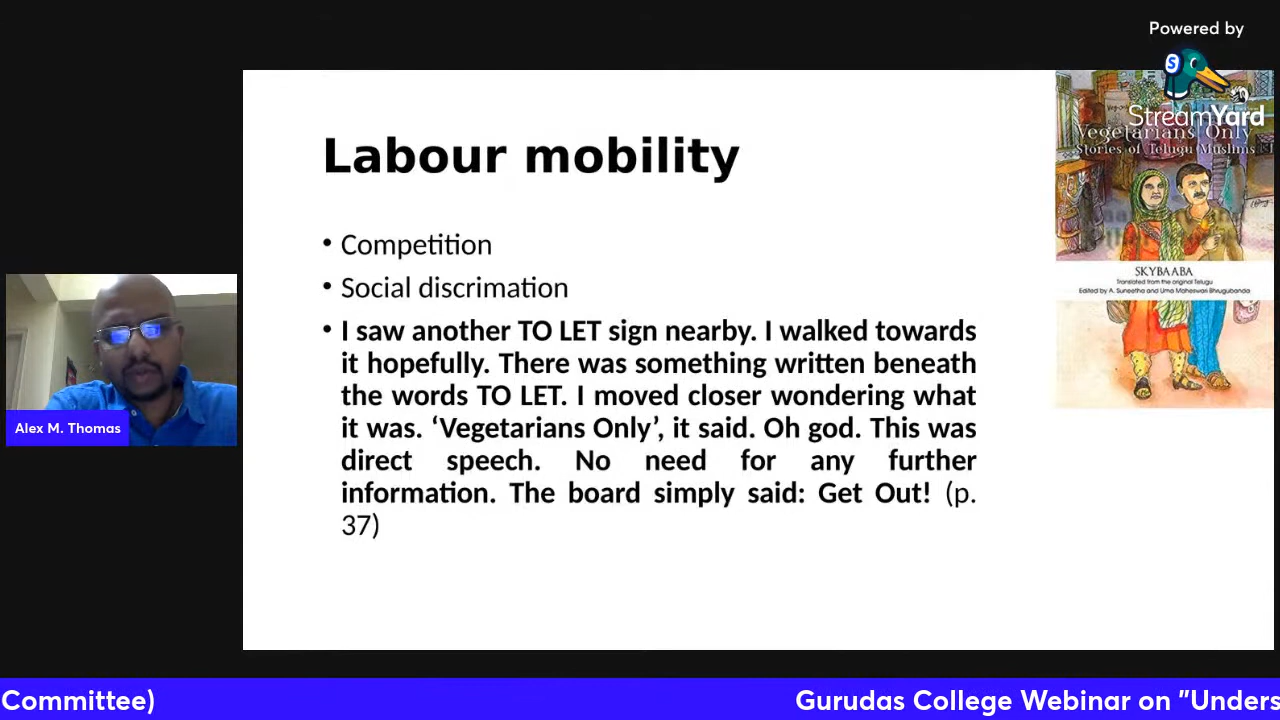 Powered by
StreamYard
Vegetarians Only
Stories of Telugu Muslims
Labour mobility
• Competition
• Social discrimation
• I saw another TO LET sign nearby. I walked towards
it hopefully. There was something written beneath
the words TO LET. I moved closer wondering what
it was. ‘Vegetarians Only’, it said. Oh god. This was
direct speech. No need for any further
information. The board simply said: Get Out! (p.
37)
SKYBAABA
Translated from the original Telugu
Edited by A. Suneetha and Uma Maheswari Bhrugubanda
Alex M. Thomas
Committee)
Gurudas College Webinar on "Unders